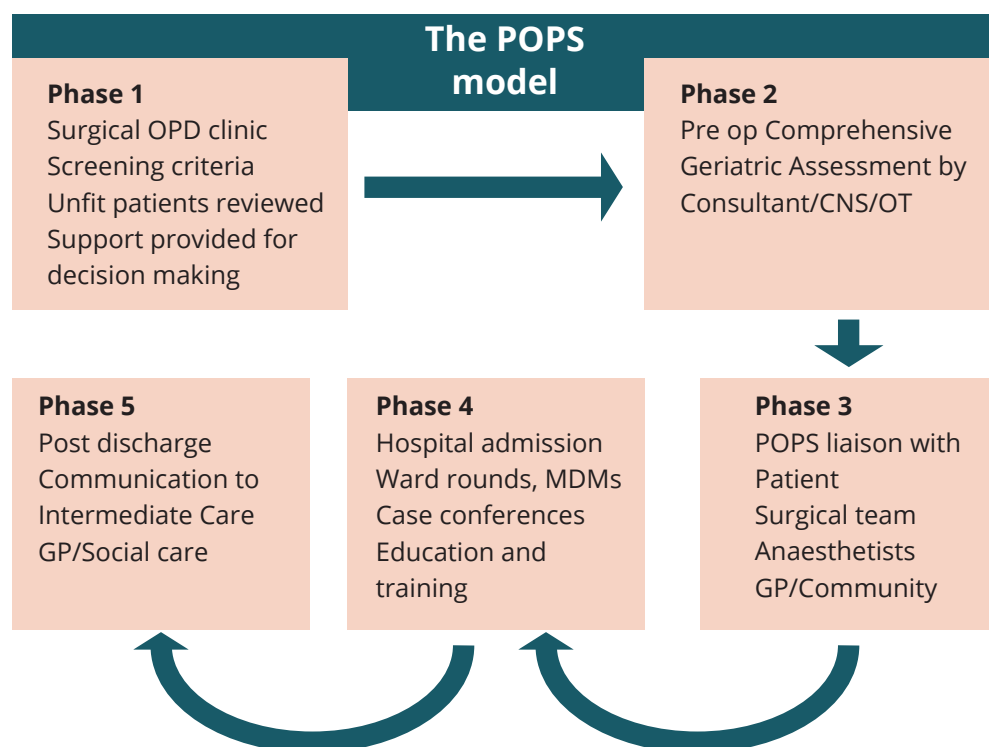 The POPS
model
Phase 1
Surgical OPD clinic
Screening criteria
Unfit patients reviewed
Support provided for
decision making
Phase 2
Pre op Comprehensive
Geriatric Assessment by
Consultant/CNS/OT
Phase 3
POPS liaison with
Patient
Surgical team
Anaesthetists
GP/Community
Phase 4
Hospital admission
Ward rounds, MDMs
Case conferences
Education and
training
Phase 5
Post discharge
Communication to
Intermediate Care
GP/Social care